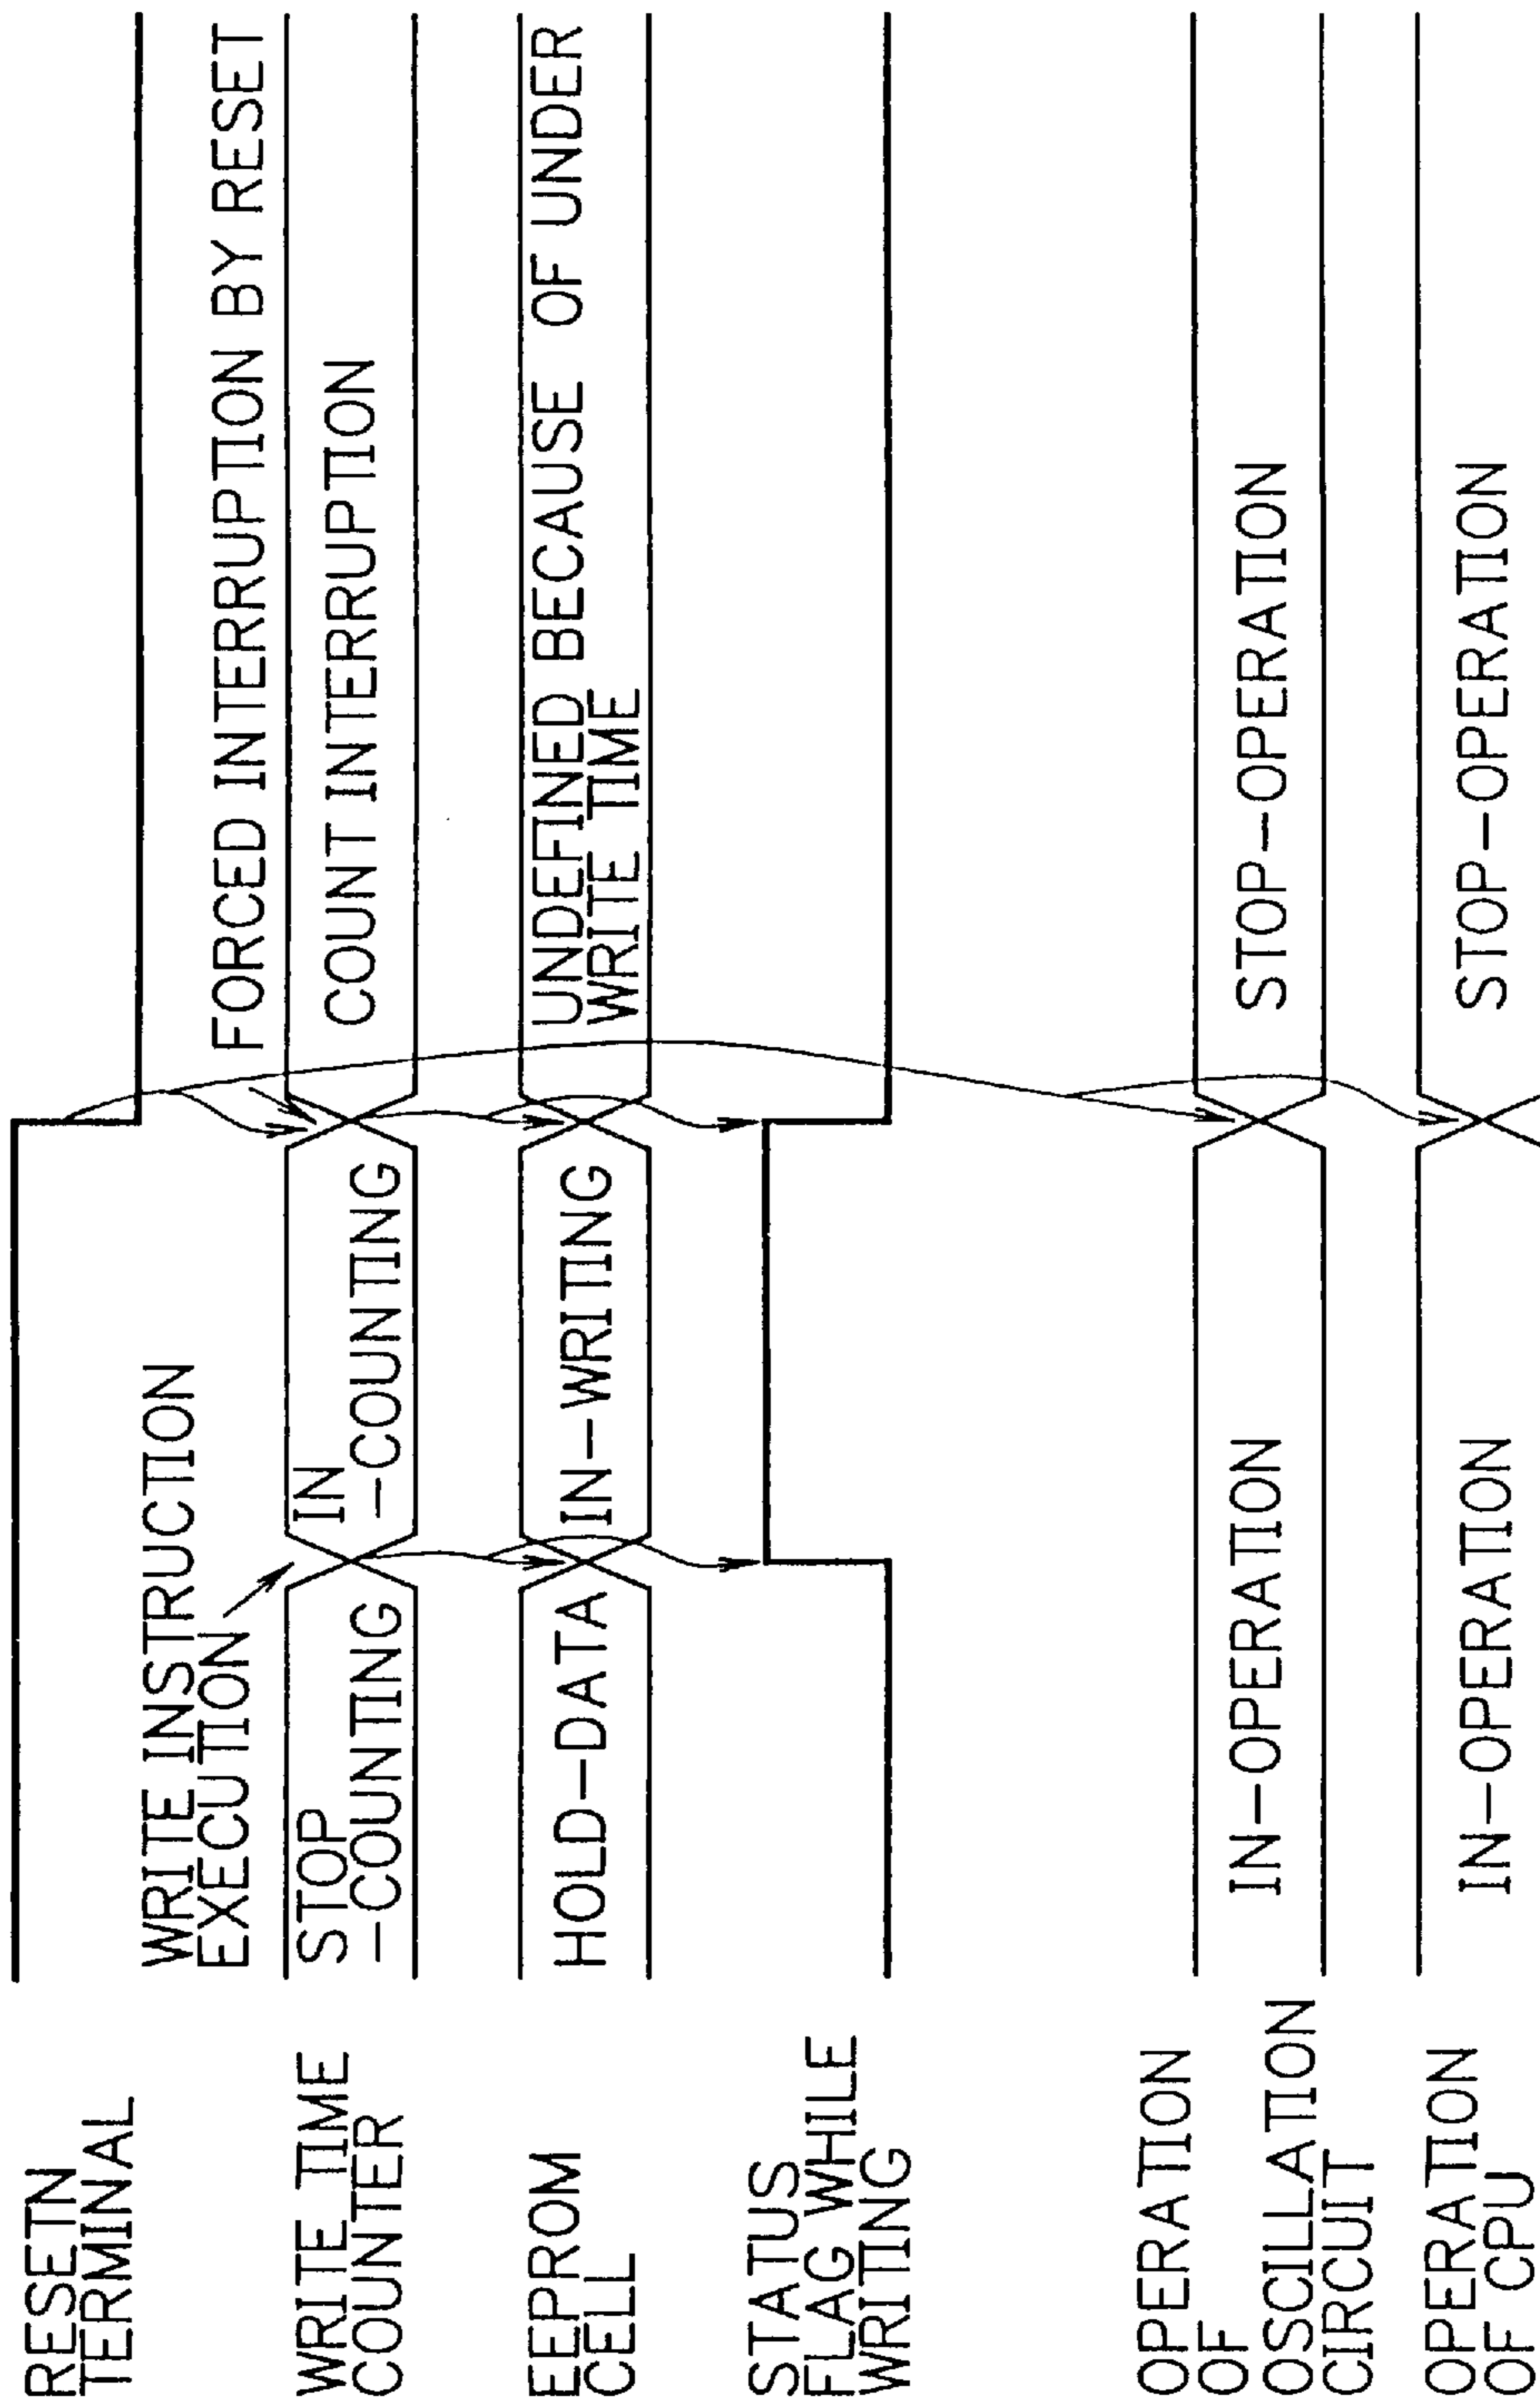 RESETN
TERMINAL
WRITE INSTRUCTION
EXECUTION
FORCED INTERRUPTION BY RESET
WRITE TIME
COUNTER
STOP
-COUNTING
IN
-COUNTING
COUNT INTERRUPTION
EEPROM
CELL
HOLD-DATA
IN-WRITING
UNDEFINED BECAUSE OF UNDER
WRITE TIME
STATUS
FLAG WHILE
WRITING
OPERATION
OF
OSCILLATION
CIRCUIT
IN-OPERATION
STOP-OPERATION
OPERATION
OF CPU
IN-OPERATION
STOP-OPERATION